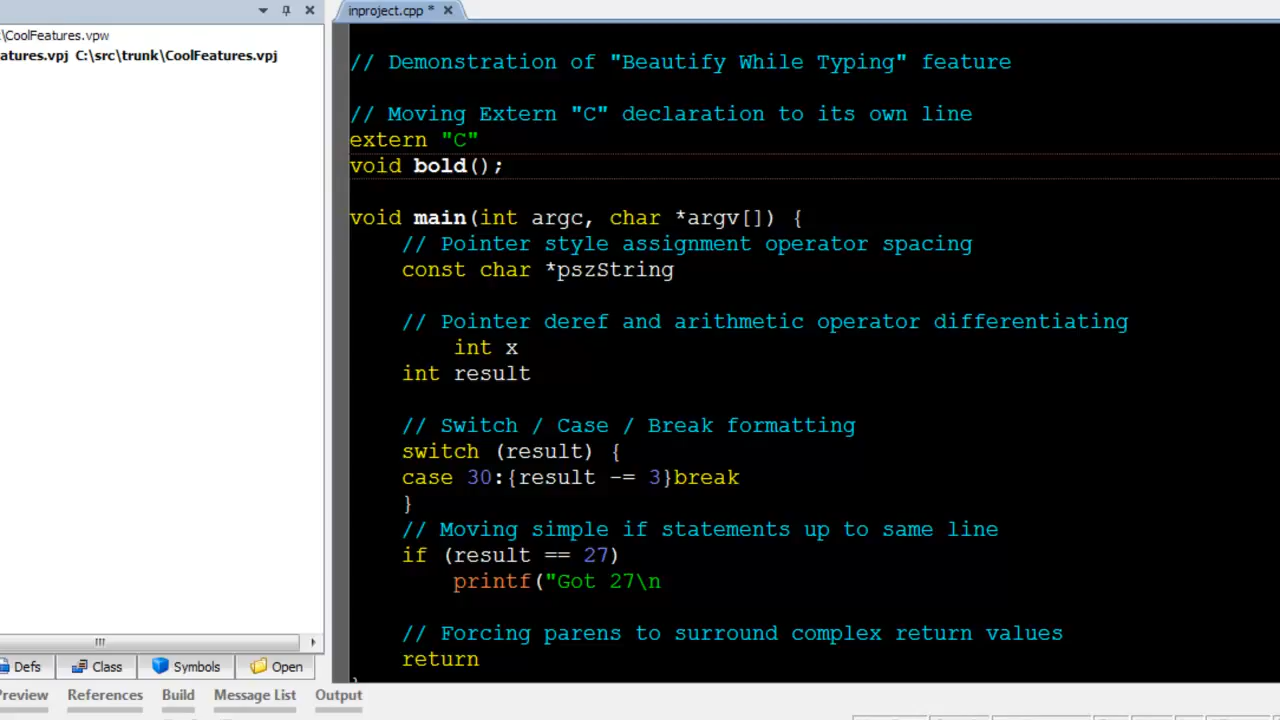 inproject.cpp *
\CoolFeatures.vpw
atures.vpj C:\src\trunk\CoolFeatures.vpj
// Demonstration of "Beautify While Typing" feature
// Moving Extern "C" declaration to its own line
extern "C"
void bold();
void main(int argc, char *argv[]) {
// Pointer style assignment operator spacing
const char *pszString
// Pointer deref and arithmetic operator differentiating
int x
int result
// Switch / Case / Break formatting
switch (result) {
case 30:{result -= 3}break
}
// Moving simple if statements up to same line
if (result == 27)
printf("Got 27\n
// Forcing parens to surround complex return values
return
Defs Class Symbols Open
Preview References Build Message List Output